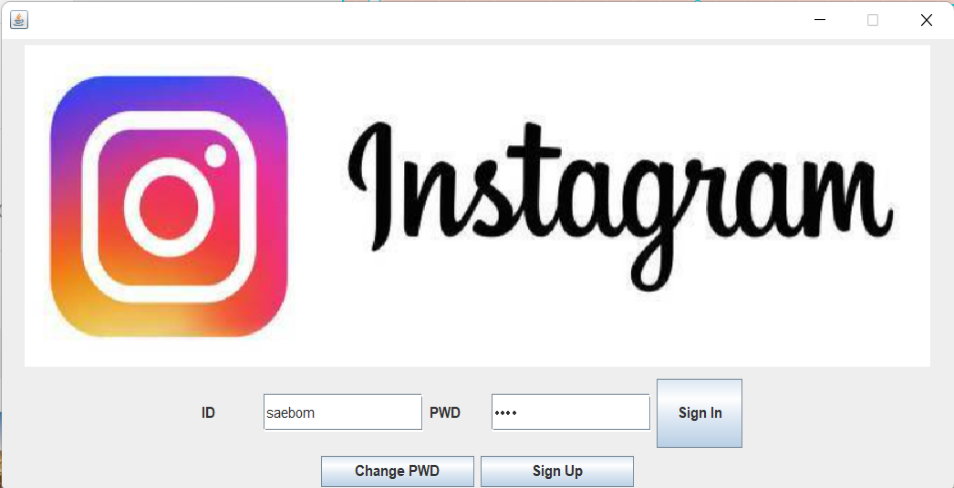 Instagram
ID saebom PWD •••• Sign In
Change PWD Sign Up